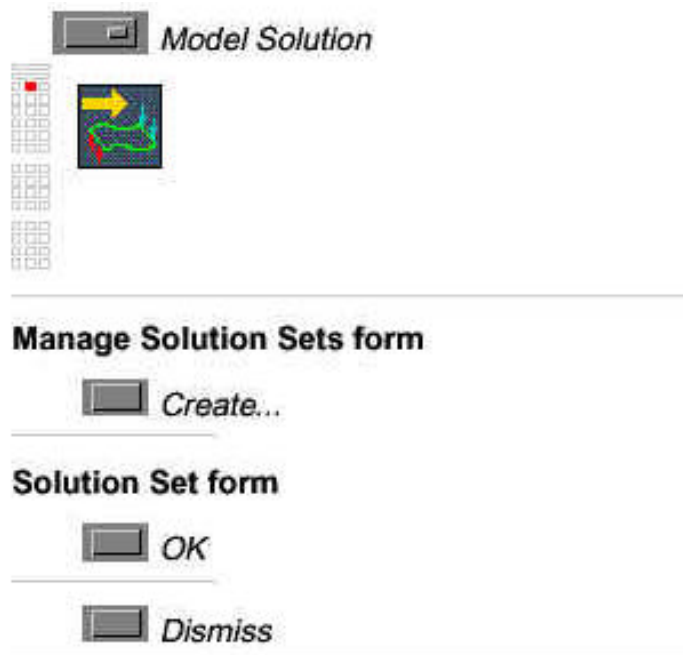 Model Solution
Manage Solution Sets form
Create...
Solution Set form
OK
Dismiss